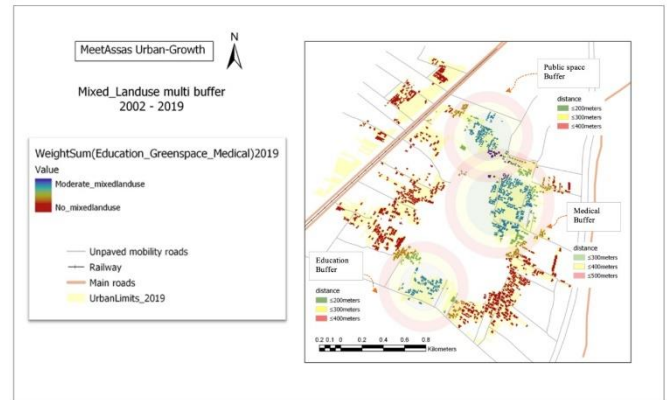 MeetAssas Urban-Growth
N
Mixed_Landuse multi buffer
2002 - 2019
WeightSum(Education_Greenspace_Medical)2019
Value
Moderate_mixedlanduse
No_mixedlanduse
Unpaved mobility roads
Railway
Main roads
UrbanLimits_2019
Public space
Buffer
distance
≤200meters
≤300meters
≤400meters
Medical
Buffer
distance
≤300meters
≤400meters
≤500meters
Education
Buffer
distance
≤200meters
≤300meters
≤400meters
0.2 0.1 0 0.2 0.4 0.6 0.8
Kilometers